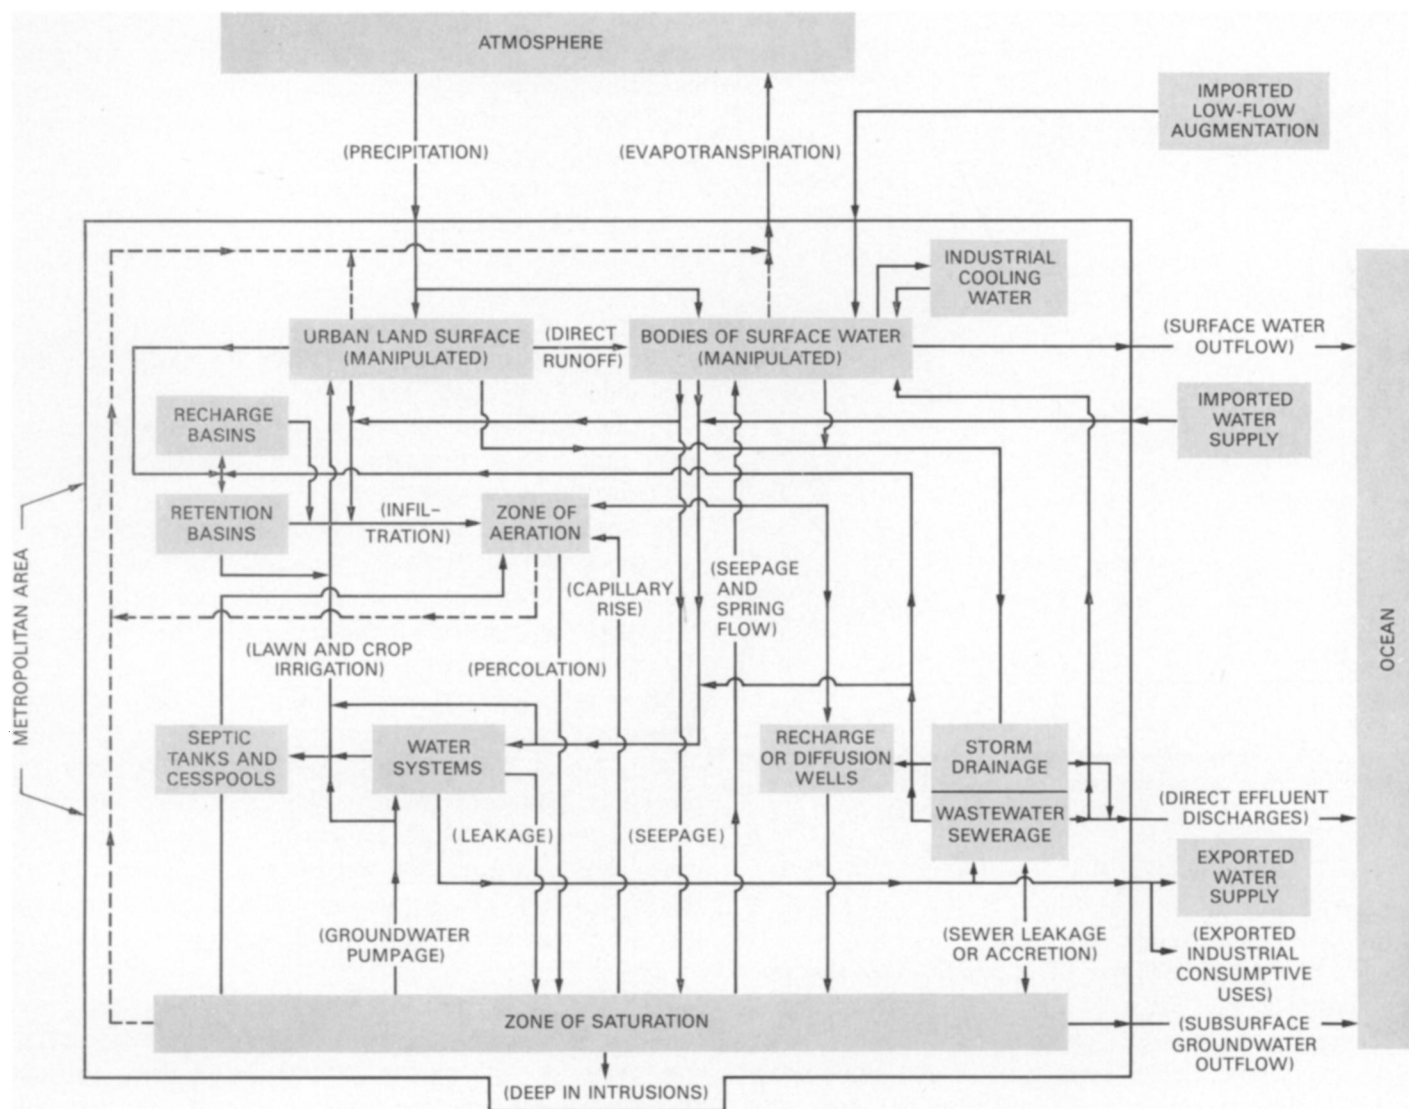 ATMOSPHERE
IMPORTED
LOW-FLOW
AUGMENTATION
(PRECIPITATION)
(EVAPOTRANSPIRATION)
INDUSTRIAL
COOLING
WATER
URBAN LAND SURFACE
(MANIPULATED)
(DIRECT
RUNOFF)
BODIES OF SURFACE WATER
(MANIPULATED)
(SURFACE WATER
OUTFLOW)
RECHARGE
BASINS
IMPORTED
WATER
SUPPLY
RETENTION
BASINS
(INFIL-
TRATION)
ZONE OF
AERATION
METROPOLITAN AREA
(CAPILLARY
RISE)
(SEEPAGE
AND
SPRING
FLOW)
OCEAN
(LAWN AND CROP
IRRIGATION)
(PERCOLATION)
SEPTIC
TANKS AND
CESSPOOLS
WATER
SYSTEMS
RECHARGE
OR DIFFUSION
WELLS
STORM
DRAINAGE
WASTEWATER
SEWERAGE
(DIRECT EFFLUENT
DISCHARGES)
(LEAKAGE)
(SEEPAGE)
EXPORTED
WATER
SUPPLY
(GROUNDWATER
PUMPAGE)
(SEWER LEAKAGE
OR ACCRETION)
(EXPORTED
INDUSTRIAL
CONSUMPTIVE
USES)
ZONE OF SATURATION
(SUBSURFACE
GROUNDWATER
OUTFLOW)
(DEEP IN INTRUSIONS)